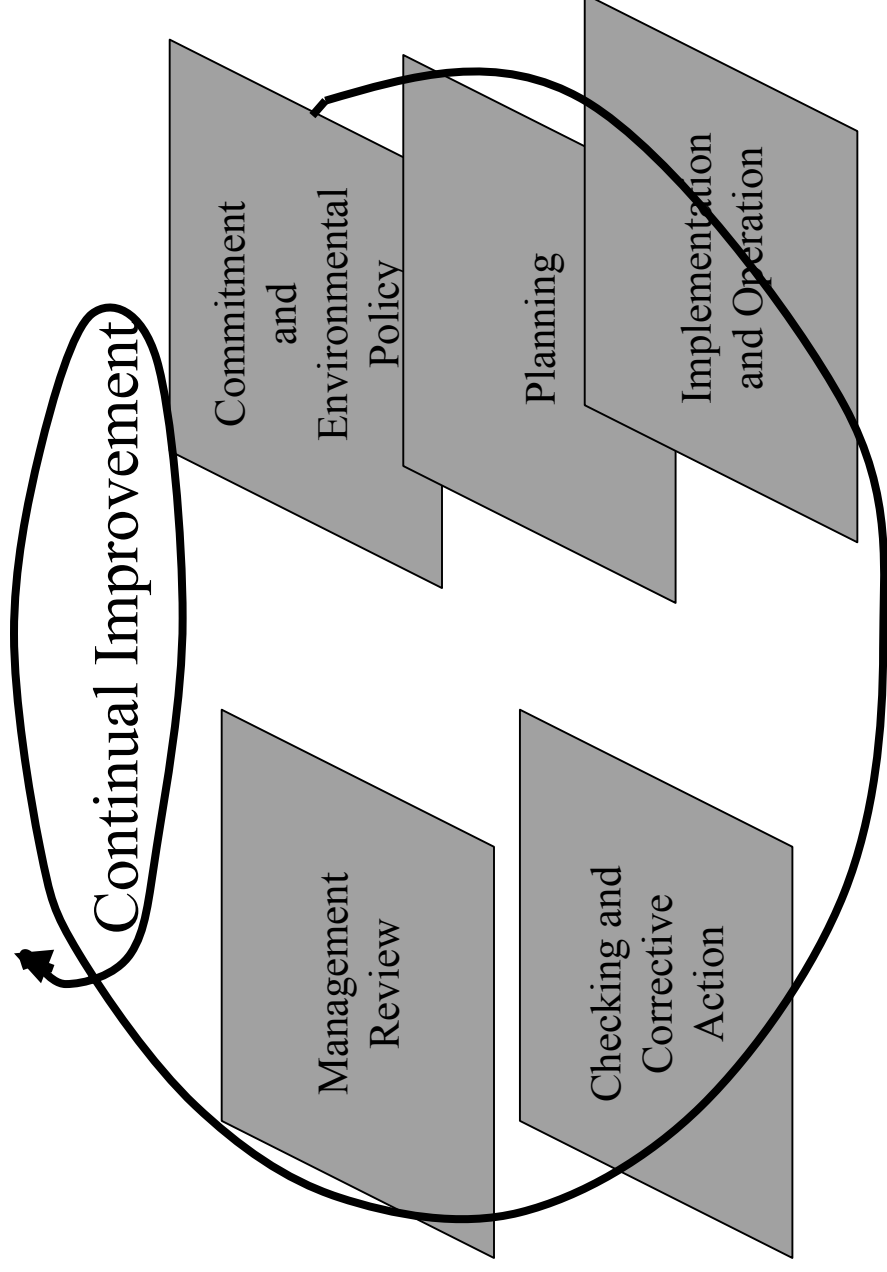 Continual Improvement
Commitment
and
Environmental
Policy
Planning
Implementation
and Operation
Checking and
Corrective
Action
Management
Review